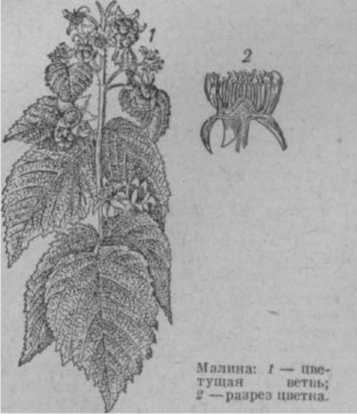 1
2
Малина: 1 — цве-
тущая ветвь;
2 — разрез цветка.